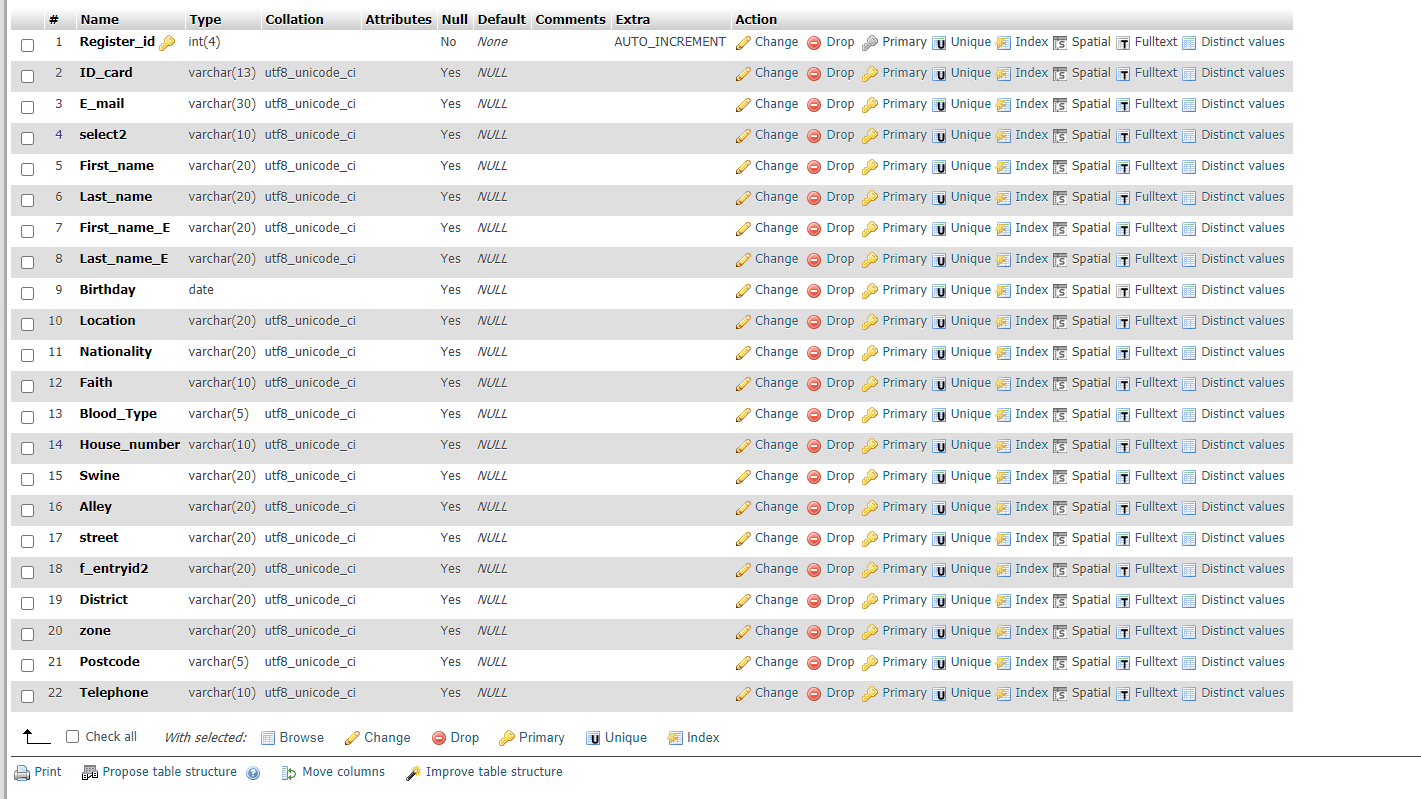 # Name Type Collation Attributes Null Default Comments Extra Action
1 Register_id int(4) No None AUTO_INCREMENT Change Drop Primary Unique Index Spatial Fulltext Distinct values
2 ID_card varchar(13) utf8_unicode_ci Yes NULL Change Drop Primary Unique Index Spatial Fulltext Distinct values
3 E_mail varchar(30) utf8_unicode_ci Yes NULL Change Drop Primary Unique Index Spatial Fulltext Distinct values
4 select2 varchar(10) utf8_unicode_ci Yes NULL Change Drop Primary Unique Index Spatial Fulltext Distinct values
5 First_name varchar(20) utf8_unicode_ci Yes NULL Change Drop Primary Unique Index Spatial Fulltext Distinct values
6 Last_name varchar(20) utf8_unicode_ci Yes NULL Change Drop Primary Unique Index Spatial Fulltext Distinct values
7 First_name_E varchar(20) utf8_unicode_ci Yes NULL Change Drop Primary Unique Index Spatial Fulltext Distinct values
8 Last_name_E varchar(20) utf8_unicode_ci Yes NULL Change Drop Primary Unique Index Spatial Fulltext Distinct values
9 Birthday date Yes NULL Change Drop Primary Unique Index Spatial Fulltext Distinct values
10 Location varchar(20) utf8_unicode_ci Yes NULL Change Drop Primary Unique Index Spatial Fulltext Distinct values
11 Nationality varchar(20) utf8_unicode_ci Yes NULL Change Drop Primary Unique Index Spatial Fulltext Distinct values
12 Faith varchar(10) utf8_unicode_ci Yes NULL Change Drop Primary Unique Index Spatial Fulltext Distinct values
13 Blood_Type varchar(5) utf8_unicode_ci Yes NULL Change Drop Primary Unique Index Spatial Fulltext Distinct values
14 House_number varchar(10) utf8_unicode_ci Yes NULL Change Drop Primary Unique Index Spatial Fulltext Distinct values
15 Swine varchar(20) utf8_unicode_ci Yes NULL Change Drop Primary Unique Index Spatial Fulltext Distinct values
16 Alley varchar(20) utf8_unicode_ci Yes NULL Change Drop Primary Unique Index Spatial Fulltext Distinct values
17 street varchar(20) utf8_unicode_ci Yes NULL Change Drop Primary Unique Index Spatial Fulltext Distinct values
18 f_entryid2 varchar(20) utf8_unicode_ci Yes NULL Change Drop Primary Unique Index Spatial Fulltext Distinct values
19 District varchar(20) utf8_unicode_ci Yes NULL Change Drop Primary Unique Index Spatial Fulltext Distinct values
20 zone varchar(20) utf8_unicode_ci Yes NULL Change Drop Primary Unique Index Spatial Fulltext Distinct values
21 Postcode varchar(5) utf8_unicode_ci Yes NULL Change Drop Primary Unique Index Spatial Fulltext Distinct values
22 Telephone varchar(10) utf8_unicode_ci Yes NULL Change Drop Primary Unique Index Spatial Fulltext Distinct values
Check all With selected: Browse Change Drop Primary Unique Index
Print Propose table structure Move columns Improve table structure